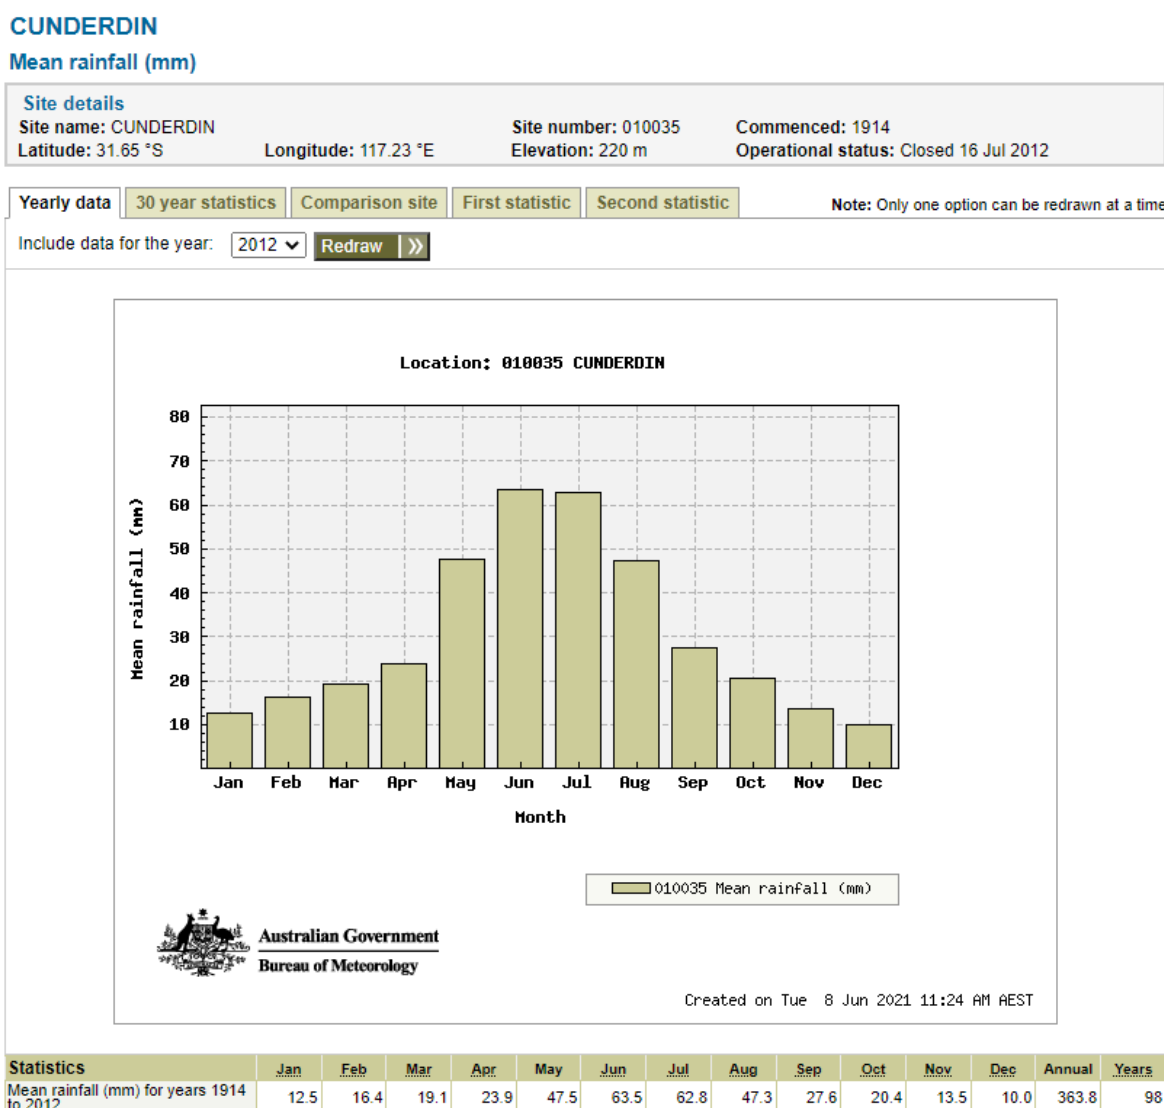 CUNDERDIN
Mean rainfall (mm)
Site details
Site name: CUNDERDIN Site number: 010035 Commenced: 1914
Latitude: 31.65 °S Longitude: 117.23 °E Elevation: 220 m Operational status: Closed 16 Jul 2012
Yearly data 30 year statistics Comparison site First statistic Second statistic Note: Only one option can be redrawn at a time
Include data for the year: 2012 Redraw
Location: 010035 CUNDERDIN
80
70
60
50
40
30
20
10
Mean rainfall (mm)
Jan Feb Mar Apr May Jun Jul Aug Sep Oct Nov Dec
Month
010035 Mean rainfall (mm)
Australian Government
Bureau of Meteorology
Created on Tue 8 Jun 2021 11:24 AM AEST
Statistics Jan Feb Mar Apr May Jun Jul Aug Sep Oct Nov Dec Annual Years
Mean rainfall (mm) for years 1914
to 2012 12.5 16.4 19.1 23.9 47.5 63.5 62.8 47.3 27.6 20.4 13.5 10.0 363.8 98